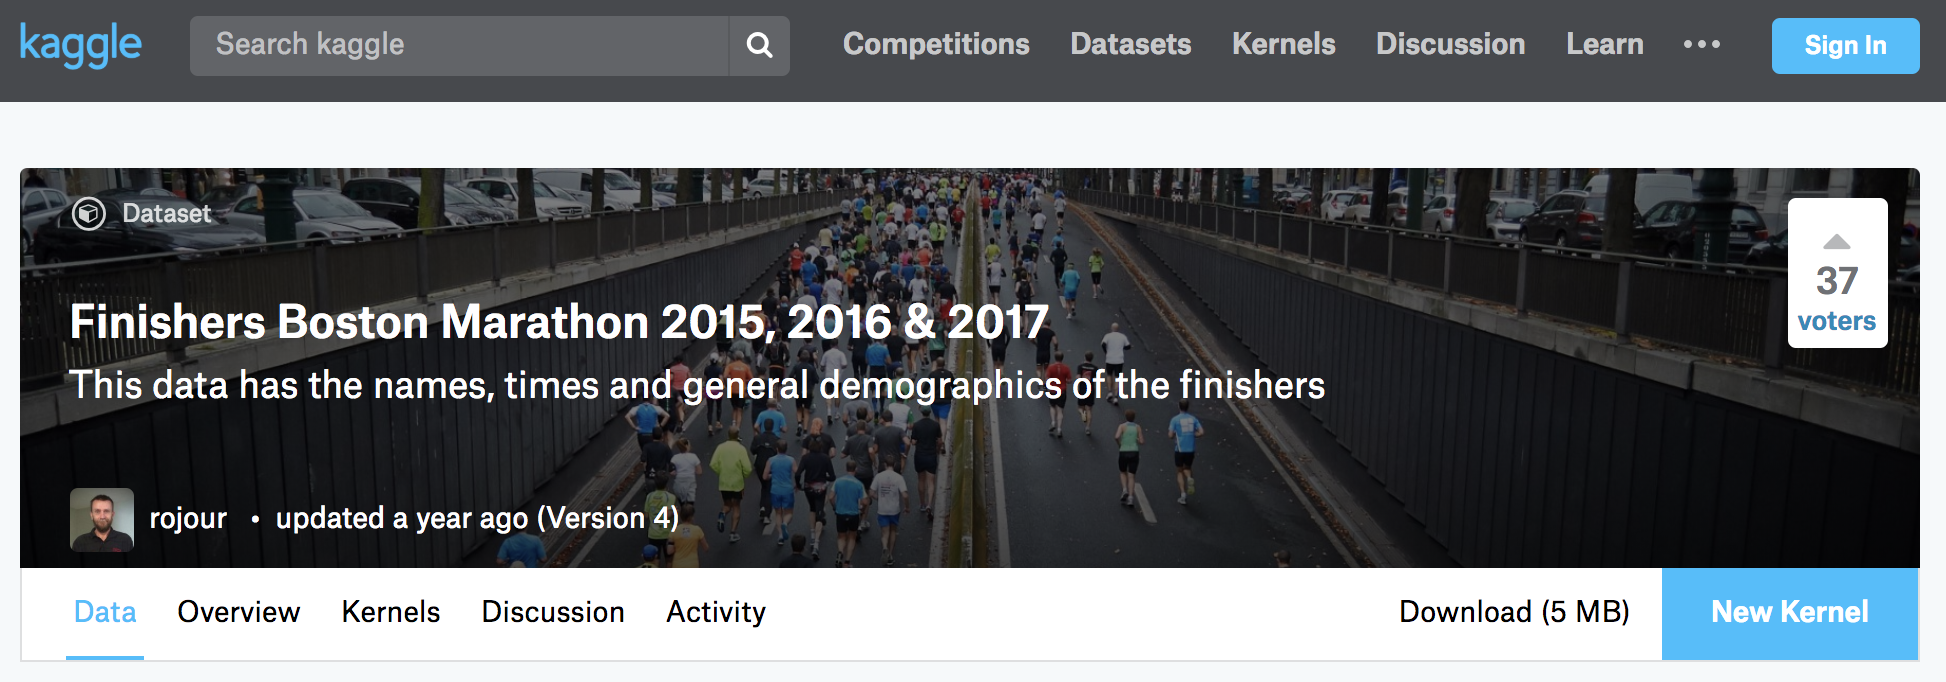 kaggle
Search kaggle
Competitions
Datasets
Kernels
Discussion
Learn
Sign In
Dataset
37
voters
Finishers Boston Marathon 2015, 2016 & 2017
This data has the names, times and general demographics of the finishers
rojour • updated a year ago (Version 4)
Data
Overview
Kernels
Discussion
Activity
Download (5 MB)
New Kernel